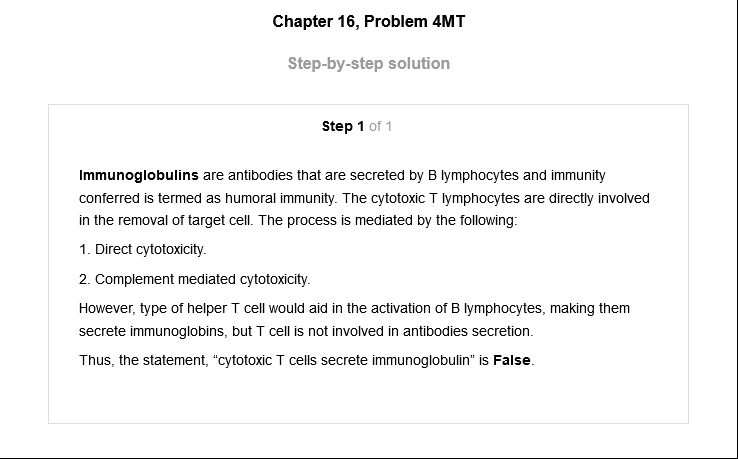 Chapter 16, Problem 4MT
Step-by-step solution
Step 1 of 1
Immunoglobulins are antibodies that are secreted by B lymphocytes and immunity
conferred is termed as humoral immunity. The cytotoxic T lymphocytes are directly involved
in the removal of target cell. The process is mediated by the following:
1. Direct cytotoxicity.
2. Complement mediated cytotoxicity.
However, type of helper T cell would aid in the activation of B lymphocytes, making them
secrete immunoglobins, but T cell is not involved in antibodies secretion.
Thus, the statement, “cytotoxic T cells secrete immunoglobulin” is False.